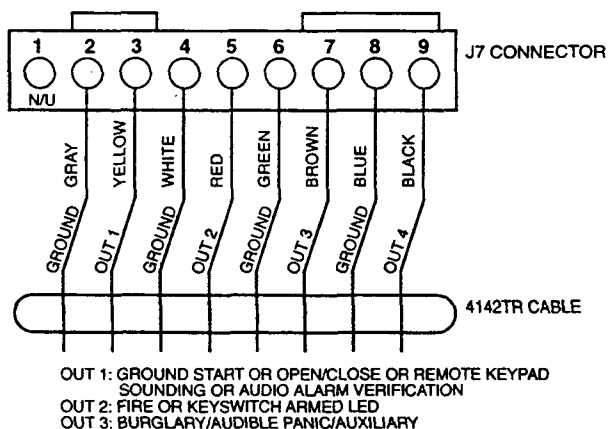 1 2 3 4 5 6 7 8 9
J7 CONNECTOR
N/U
GRAY YELLOW WHITE RED GREEN BROWN BLUE BLACK
GROUND OUT 1 GROUND OUT 2 GROUND OUT 3 GROUND OUT 4
4142TR CABLE
OUT 1: GROUND START OR OPEN/CLOSE OR REMOTE KEYPAD
SOUNDING OR AUDIO ALARM VERIFICATION
OUT 2: FIRE OR KEYSWITCH ARMED LED
OUT 3: BURGLARY/AUDIBLE PANIC/AUXILIARY